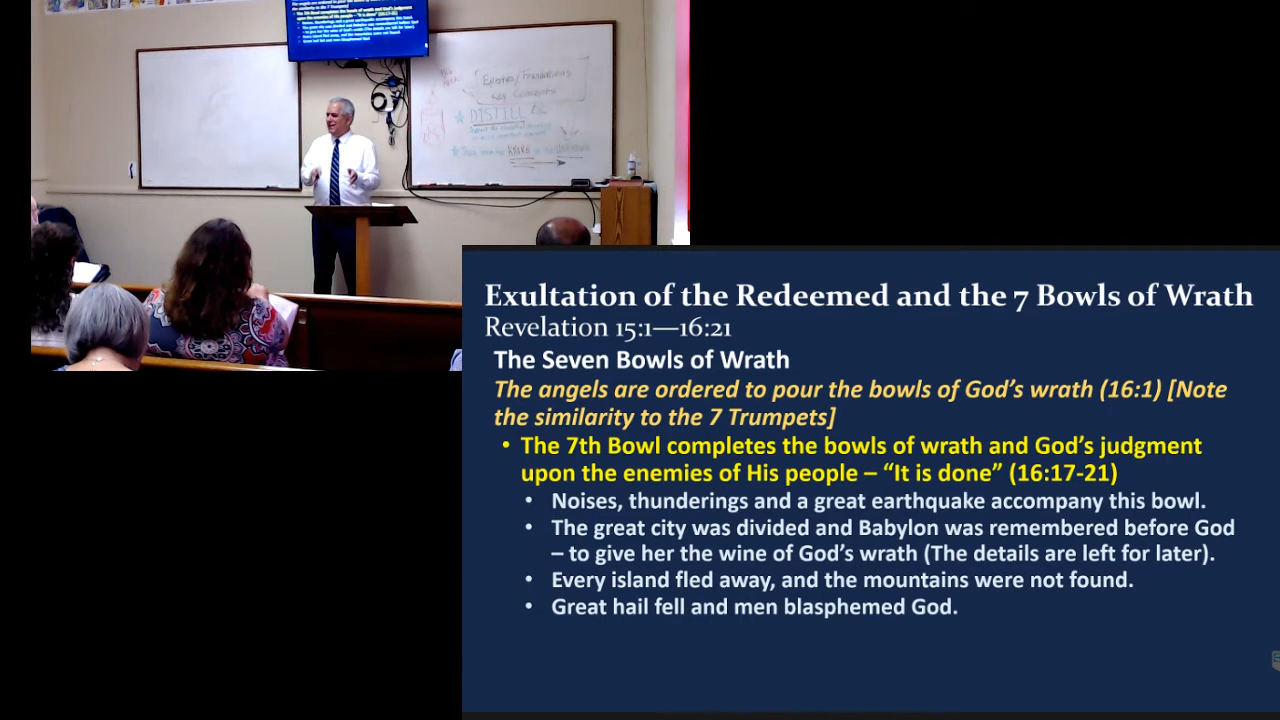 Epistles/Foundations
Key Concepts
DISTILL
Exultation of the Redeemed and the 7 Bowls of Wrath
Revelation 15:1—16:21
The Seven Bowls of Wrath
The angels are ordered to pour the bowls of God's wrath (16:1) [Note
the similarity to the 7 Trumpets]
• The 7th Bowl completes the bowls of wrath and God's judgment
upon the enemies of His people – “It is done” (16:17-21)
• Noises, thunderings and a great earthquake accompany this bowl.
• The great city was divided and Babylon was remembered before God
– to give her the wine of God's wrath (The details are left for later).
• Every island fled away, and the mountains were not found.
• Great hail fell and men blasphemed God.